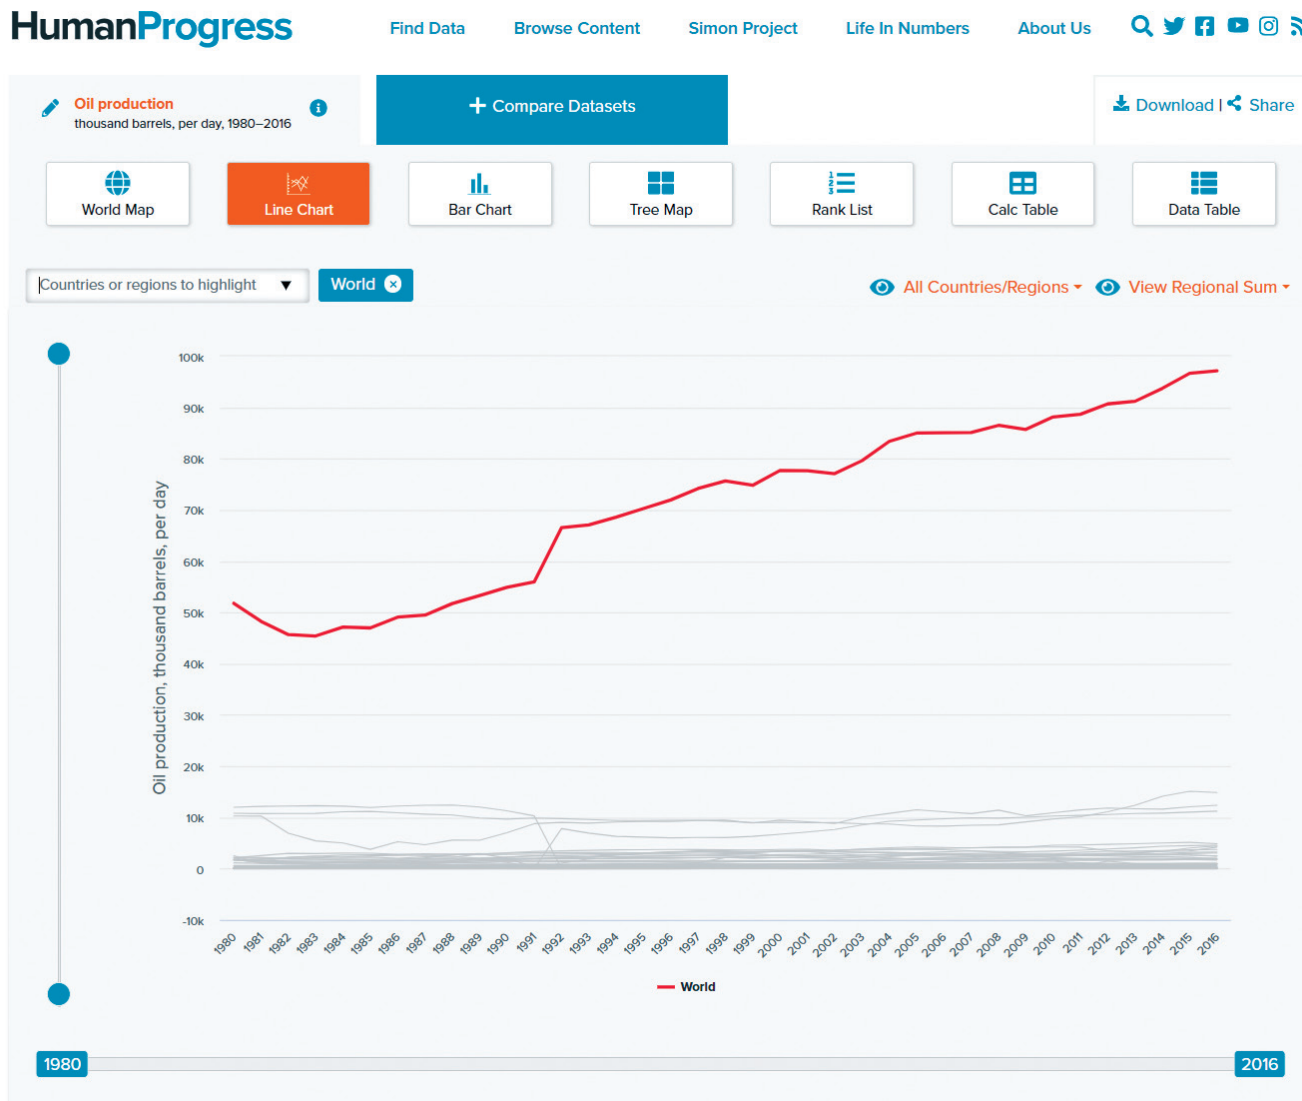 HumanProgress
Find Data Browse Content Simon Project Life In Numbers About Us
Oil production
thousand barrels, per day, 1980–2016
+ Compare Datasets
Download | Share
World Map
Line Chart
Bar Chart
Tree Map
1 2 3
Rank List
Calc Table
Data Table
Countries or regions to highlight
World
All Countries/Regions
View Regional Sum
Oil production, thousand barrels, per day
100k
90k
80k
70k
60k
50k
40k
30k
20k
10k
0
-10k
1980 1981 1982 1983 1984 1985 1986 1987 1988 1989 1990 1991 1992 1993 1994 1995 1996 1997 1998 1999 2000 2001 2002 2003 2004 2005 2006 2007 2008 2009 2010 2011 2012 2013 2014 2015 2016
World
1980
2016